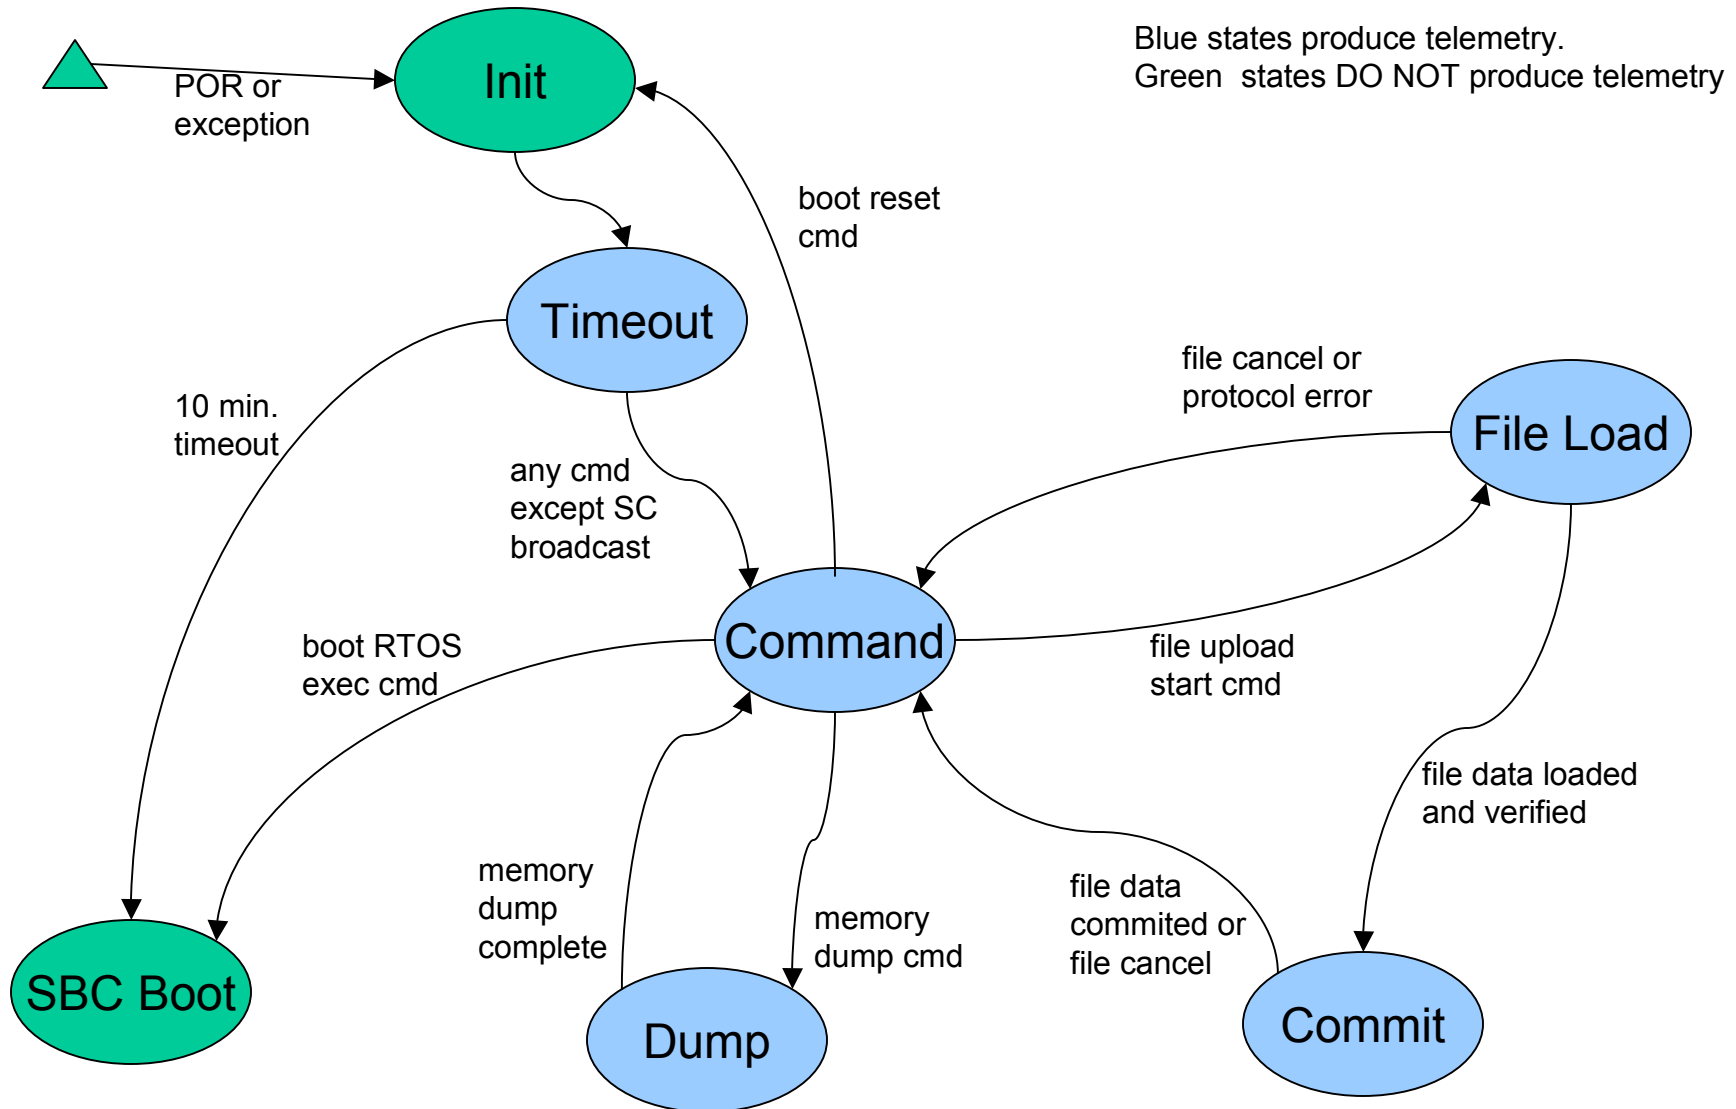 Blue states produce telemetry.
Green  states DO NOT produce telemetry
POR or
exception
Init
boot reset
cmd
Timeout
10 min.
timeout
any cmd
except SC
broadcast
file cancel or
protocol error
File Load
Command
boot RTOS
exec cmd
file upload
start cmd
file data loaded
and verified
memory
dump
complete
memory
dump cmd
file data
commited or
file cancel
SBC Boot
Dump
Commit